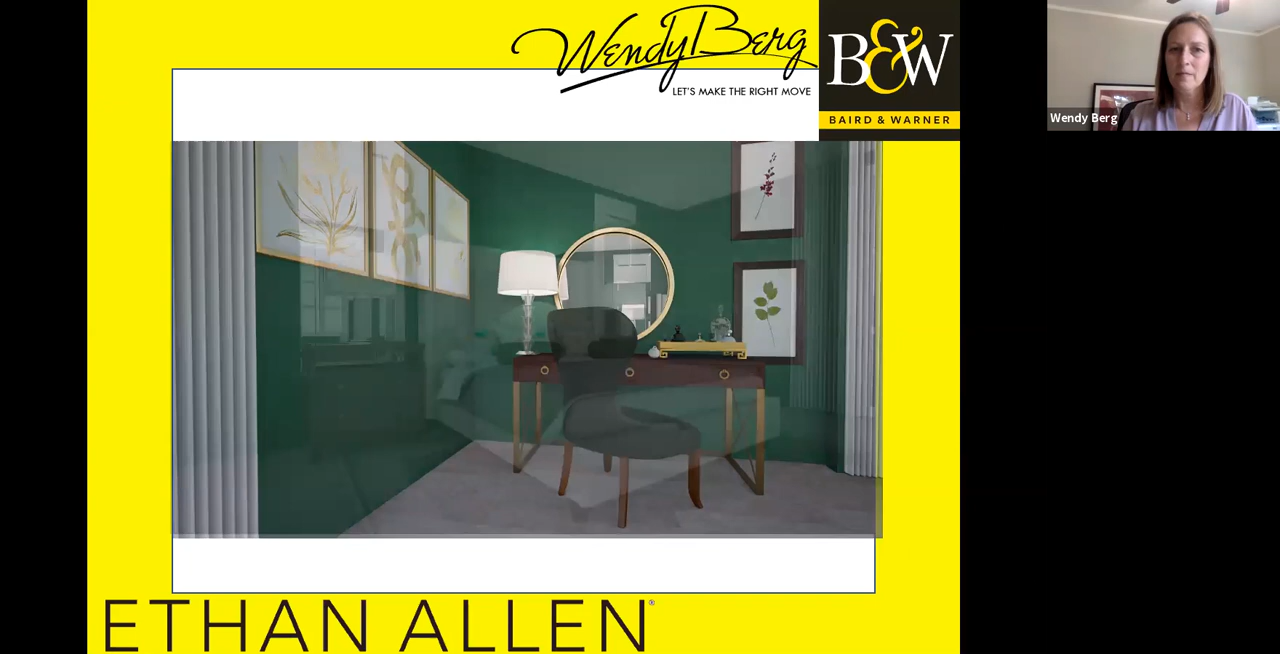 Wendy Berg
LET'S MAKE THE RIGHT MOVE
B&W
BAIRD & WARNER
Wendy Berg
ETHAN ALLEN®